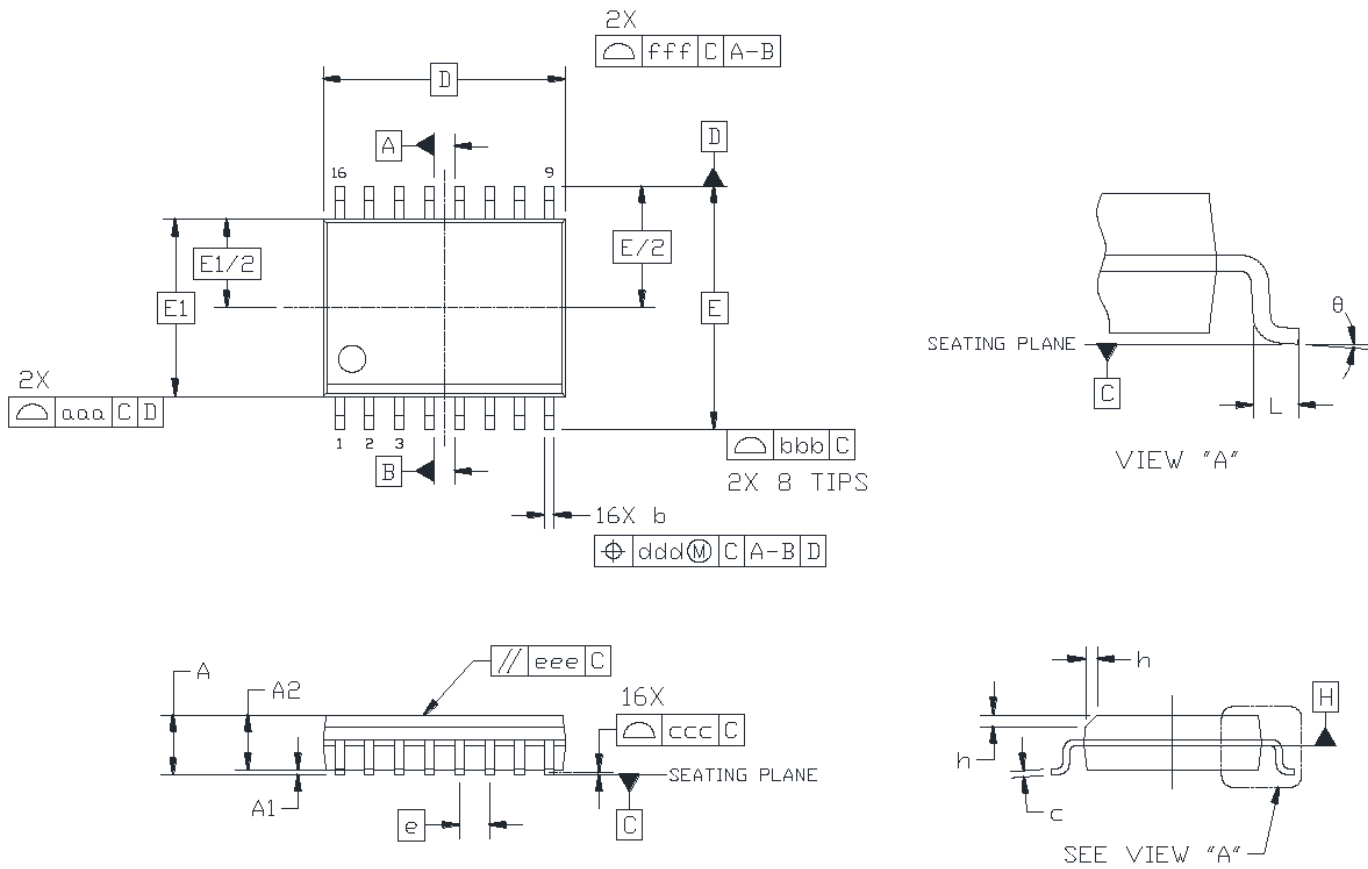 2X
fff C A-B
D
A
D
16
9
E1/2
E/2
E1
E
2X
aaa C D
1 2 3
B
bbb C
2X 8 TIPS
16X b
ddd Ⓜ C A-B D
θ
SEATING PLANE
C
L
VIEW "A"
// eee C
A
A2
16X
ccc C
SEATING PLANE
A1
e
C
h
H
h
c
SEE VIEW "A"